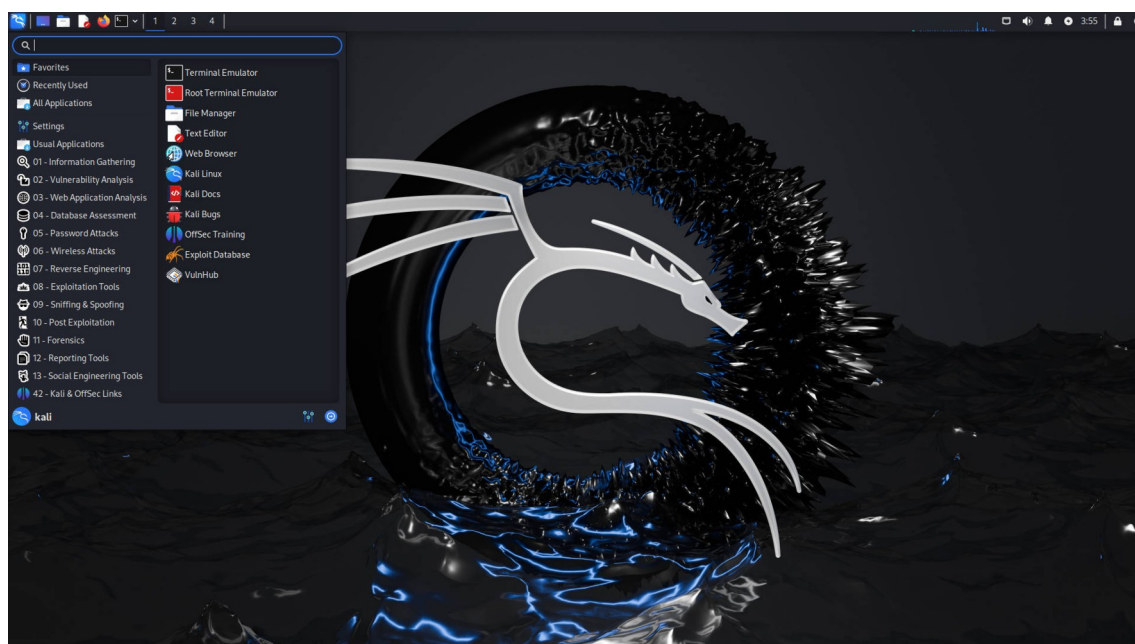 1 2 3 4
3:55
Favorites
Recently Used
All Applications
Settings
Usual Applications
01 - Information Gathering
02 - Vulnerability Analysis
03 - Web Application Analysis
04 - Database Assessment
05 - Password Attacks
06 - Wireless Attacks
07 - Reverse Engineering
08 - Exploitation Tools
09 - Sniffing & Spoofing
10 - Post Exploitation
11 - Forensics
12 - Reporting Tools
13 - Social Engineering Tools
42 - Kali & OffSec Links
Terminal Emulator
Root Terminal Emulator
File Manager
Text Editor
Web Browser
Kali Linux
Kali Docs
Kali Bugs
OffSec Training
Exploit Database
VulnHub
kali